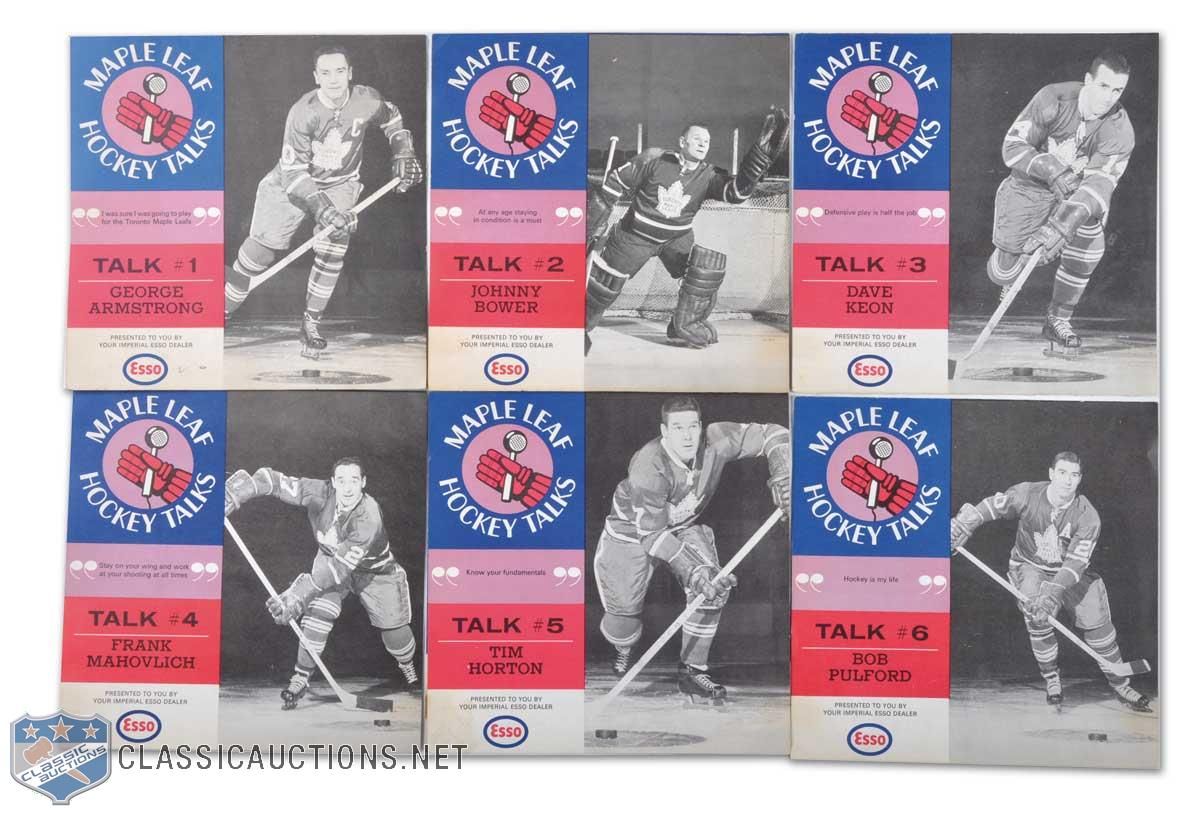 MAPLE LEAF
HOCKEY TALKS
I was sure I was going to play
for the Toronto Maple Leafs
TALK #1
GEORGE
ARMSTRONG
PRESENTED TO YOU BY
YOUR IMPERIAL ESSO DEALER
Esso
C
MAPLE LEAF
HOCKEY TALKS
At any age staying
in condition is a must
TALK #2
JOHNNY
BOWER
PRESENTED TO YOU BY
YOUR IMPERIAL ESSO DEALER
Esso
MAPLE LEAF
HOCKEY TALKS
Defensive play is half the job
TALK #3
DAVE
KEON
PRESENTED TO YOU BY
YOUR IMPERIAL ESSO DEALER
Esso
MAPLE LEAF
HOCKEY TALKS
Stay on your wing and work
at your shooting at all times
TALK #4
FRANK
MAHOVLICH
PRESENTED TO YOU BY
YOUR IMPERIAL ESSO DEALER
Esso
MAPLE LEAF
HOCKEY TALKS
Know your fundamentals
TALK #5
TIM
HORTON
PRESENTED TO YOU BY
YOUR IMPERIAL ESSO DEALER
Esso
MAPLE LEAF
HOCKEY TALKS
Hockey is my life
TALK #6
BOB
PULFORD
PRESENTED TO YOU BY
YOUR IMPERIAL ESSO DEALER
Esso
CLASSIC
AUCTIONS
CLASSICAUCTIONS.NET